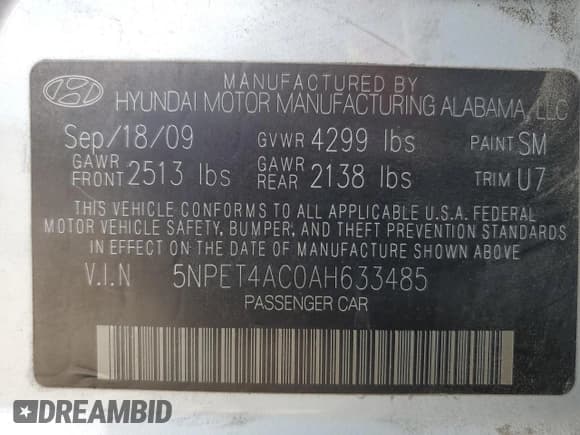 MANUFACTURED BY
HYUNDAI MOTOR MANUFACTURING ALABAMA, LLC
Sep/18/09 GVWR 4299 lbs PAINT SM
GAWR FRONT 2513 lbs GAWR REAR 2138 lbs TRIM U7
THIS VEHICLE CONFORMS TO ALL APPLICABLE U.S.A. FEDERAL
MOTOR VEHICLE SAFETY, BUMPER, AND THEFT PREVENTION STANDARDS
IN EFFECT ON THE DATE OF MANUFACTURE SHOWN ABOVE.
V.I.N 5NPET4AC0AH633485
PASSENGER CAR
DREAMBID